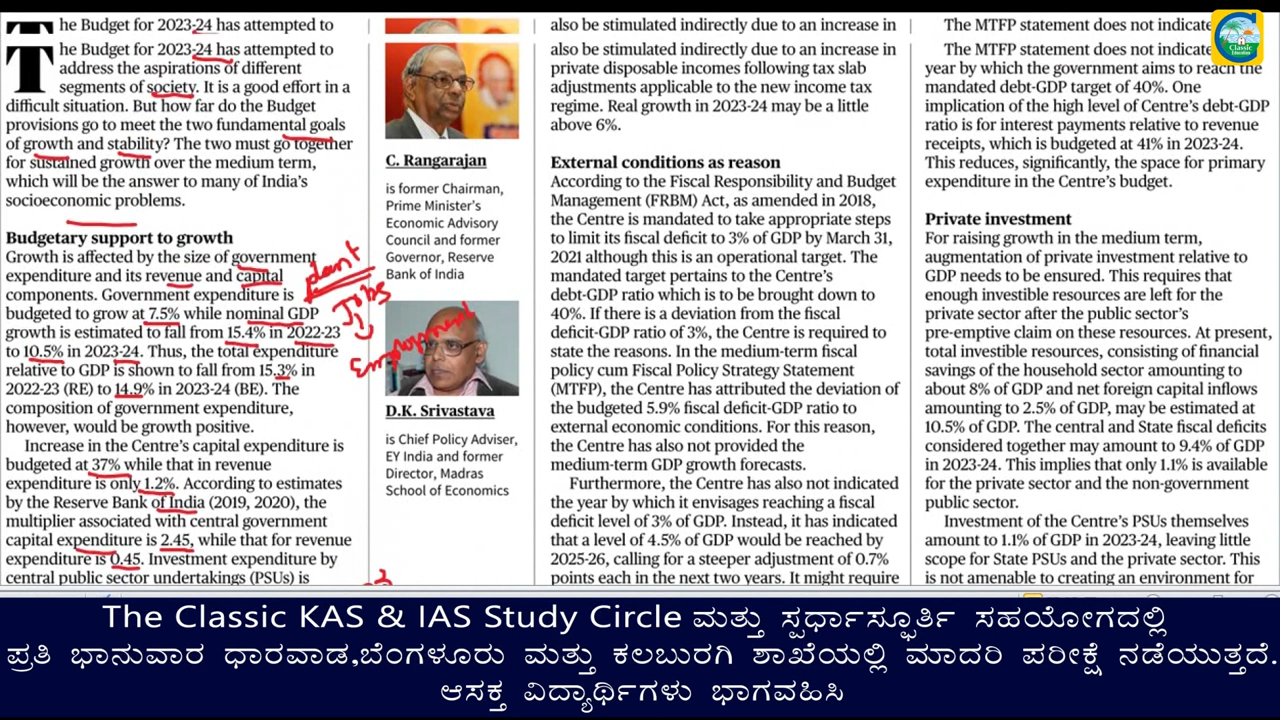 he Budget for 2023-24 has attempted to
The Budget for 2023-24 has attempted to
address the aspirations of different
segments of society. It is a good effort in a
difficult situation. But how far do the Budget
provisions go to meet the two fundamental goals
of growth and stability? The two must go together
for sustained growth over the medium term,
which will be the answer to many of India's
socioeconomic problems.
Budgetary support to growth
Growth is affected by the size of government
expenditure and its revenue and capital
components. Government expenditure is
budgeted to grow at 7.5% while nominal GDP
growth is estimated to fall from 15.4% in 2022-23
to 10.5% in 2023-24. Thus, the total expenditure
relative to GDP is shown to fall from 15.3% in
2022-23 (RE) to 14.9% in 2023-24 (BE). The
composition of government expenditure,
however, would be growth positive.
Increase in the Centre's capital expenditure is
budgeted at 37% while that in revenue
expenditure is only 1.2%. According to estimates
by the Reserve Bank of India (2019, 2020), the
multiplier associated with central government
capital expenditure is 2.45, while that for revenue
expenditure is 0.45. Investment expenditure by
central public sector undertakings (PSUs) is
plant
Jobs
Employment
C. Rangarajan
is former Chairman,
Prime Minister's
Economic Advisory
Council and former
Governor, Reserve
Bank of India
D.K. Srivastava
is Chief Policy Adviser,
EY India and former
Director, Madras
School of Economics
also be stimulated indirectly due to an increase in
also be stimulated indirectly due to an increase in
private disposable incomes following tax slab
adjustments applicable to the new income tax
regime. Real growth in 2023-24 may be a little
above 6%.
External conditions as reason
According to the Fiscal Responsibility and Budget
Management (FRBM) Act, as amended in 2018,
the Centre is mandated to take appropriate steps
to limit its fiscal deficit to 3% of GDP by March 31,
2021 although this is an operational target. The
mandated target pertains to the Centre's
debt-GDP ratio which is to be brought down to
40%. If there is a deviation from the fiscal
deficit-GDP ratio of 3%, the Centre is required to
state the reasons. In the medium-term fiscal
policy cum Fiscal Policy Strategy Statement
(MTFP), the Centre has attributed the deviation of
the budgeted 5.9% fiscal deficit-GDP ratio to
external economic conditions. For this reason,
the Centre has also not provided the
medium-term GDP growth forecasts.
Furthermore, the Centre has also not indicated
the year by which it envisages reaching a fiscal
deficit level of 3% of GDP. Instead, it has indicated
that a level of 4.5% of GDP would be reached by
2025-26, calling for a steeper adjustment of 0.7%
points each in the next two years. It might require
The MTFP statement does not indicate
The MTFP statement does not indicate
year by which the government aims to reach the
mandated debt-GDP target of 40%. One
implication of the high level of Centre's debt-GDP
ratio is for interest payments relative to revenue
receipts, which is budgeted at 41% in 2023-24.
This reduces, significantly, the space for primary
expenditure in the Centre's budget.
Private investment
For raising growth in the medium term,
augmentation of private investment relative to
GDP needs to be ensured. This requires that
enough investible resources are left for the
private sector after the public sector's
pre-emptive claim on these resources. At present,
total investible resources, consisting of financial
savings of the household sector amounting to
about 8% of GDP and net foreign capital inflows
amounting to 2.5% of GDP, may be estimated at
10.5% of GDP. The central and State fiscal deficits
considered together may amount to 9.4% of GDP
in 2023-24. This implies that only 1.1% is available
for the private sector and the non-government
public sector.
Investment of the Centre's PSUs themselves
amount to 1.1% of GDP in 2023-24, leaving little
scope for State PSUs and the private sector. This
is not amenable to creating an environment for
Classic
Education
The Classic KAS & IAS Study Circle ಮತ್ತು ಸ್ಪರ್ಧಾಸ್ಫೂರ್ತಿ ಸಹಯೋಗದಲ್ಲಿ
ಪ್ರತಿ ಭಾನುವಾರ ಧಾರವಾಡ,ಬೆಂಗಳೂರು ಮತ್ತು ಕಲಬುರಗಿ ಶಾಖೆಯಲ್ಲಿ ಮಾದರಿ ಪರೀಕ್ಷೆ ನಡೆಯುತ್ತದೆ.
ಆಸಕ್ತ ವಿದ್ಯಾರ್ಥಿಗಳು ಭಾಗವಹಿಸಿ